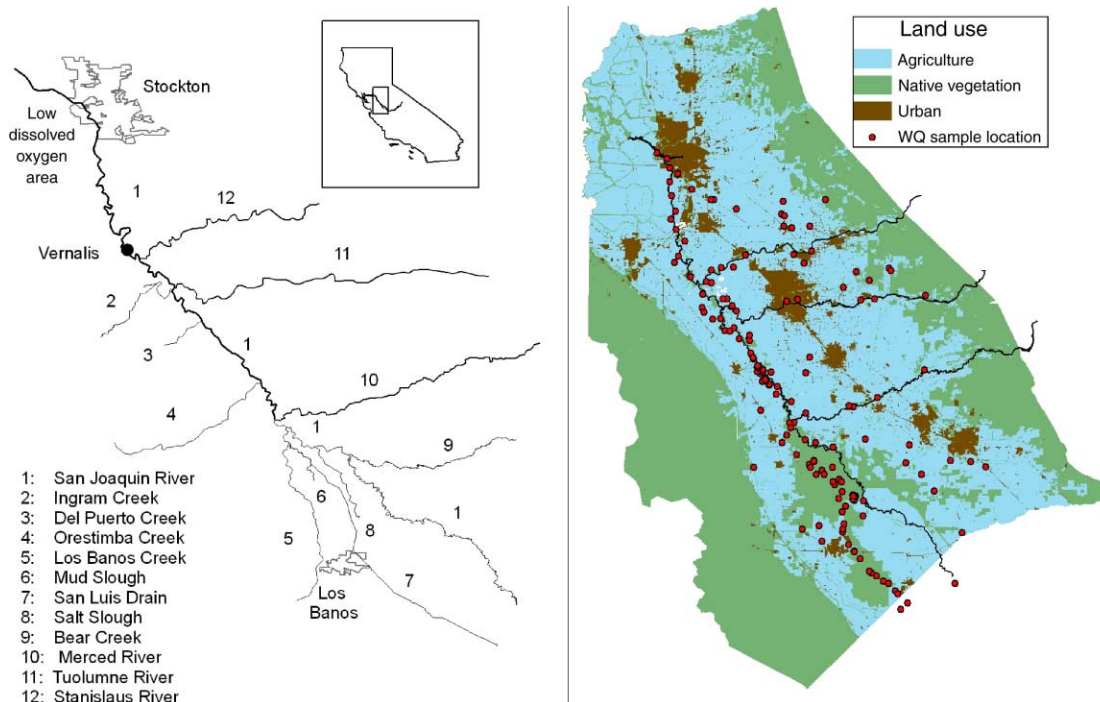 Stockton
Low
dissolved
oxygen
area
1
12
Vernalis
11
2
3
1
10
4
1
9
6
5
8
1
7
Los
Banos
1: San Joaquin River
2: Ingram Creek
3: Del Puerto Creek
4: Orestimba Creek
5: Los Banos Creek
6: Mud Slough
7: San Luis Drain
8: Salt Slough
9: Bear Creek
10: Merced River
11: Tuolumne River
12: Stanislaus River
Land use
Agriculture
Native vegetation
Urban
WQ sample location